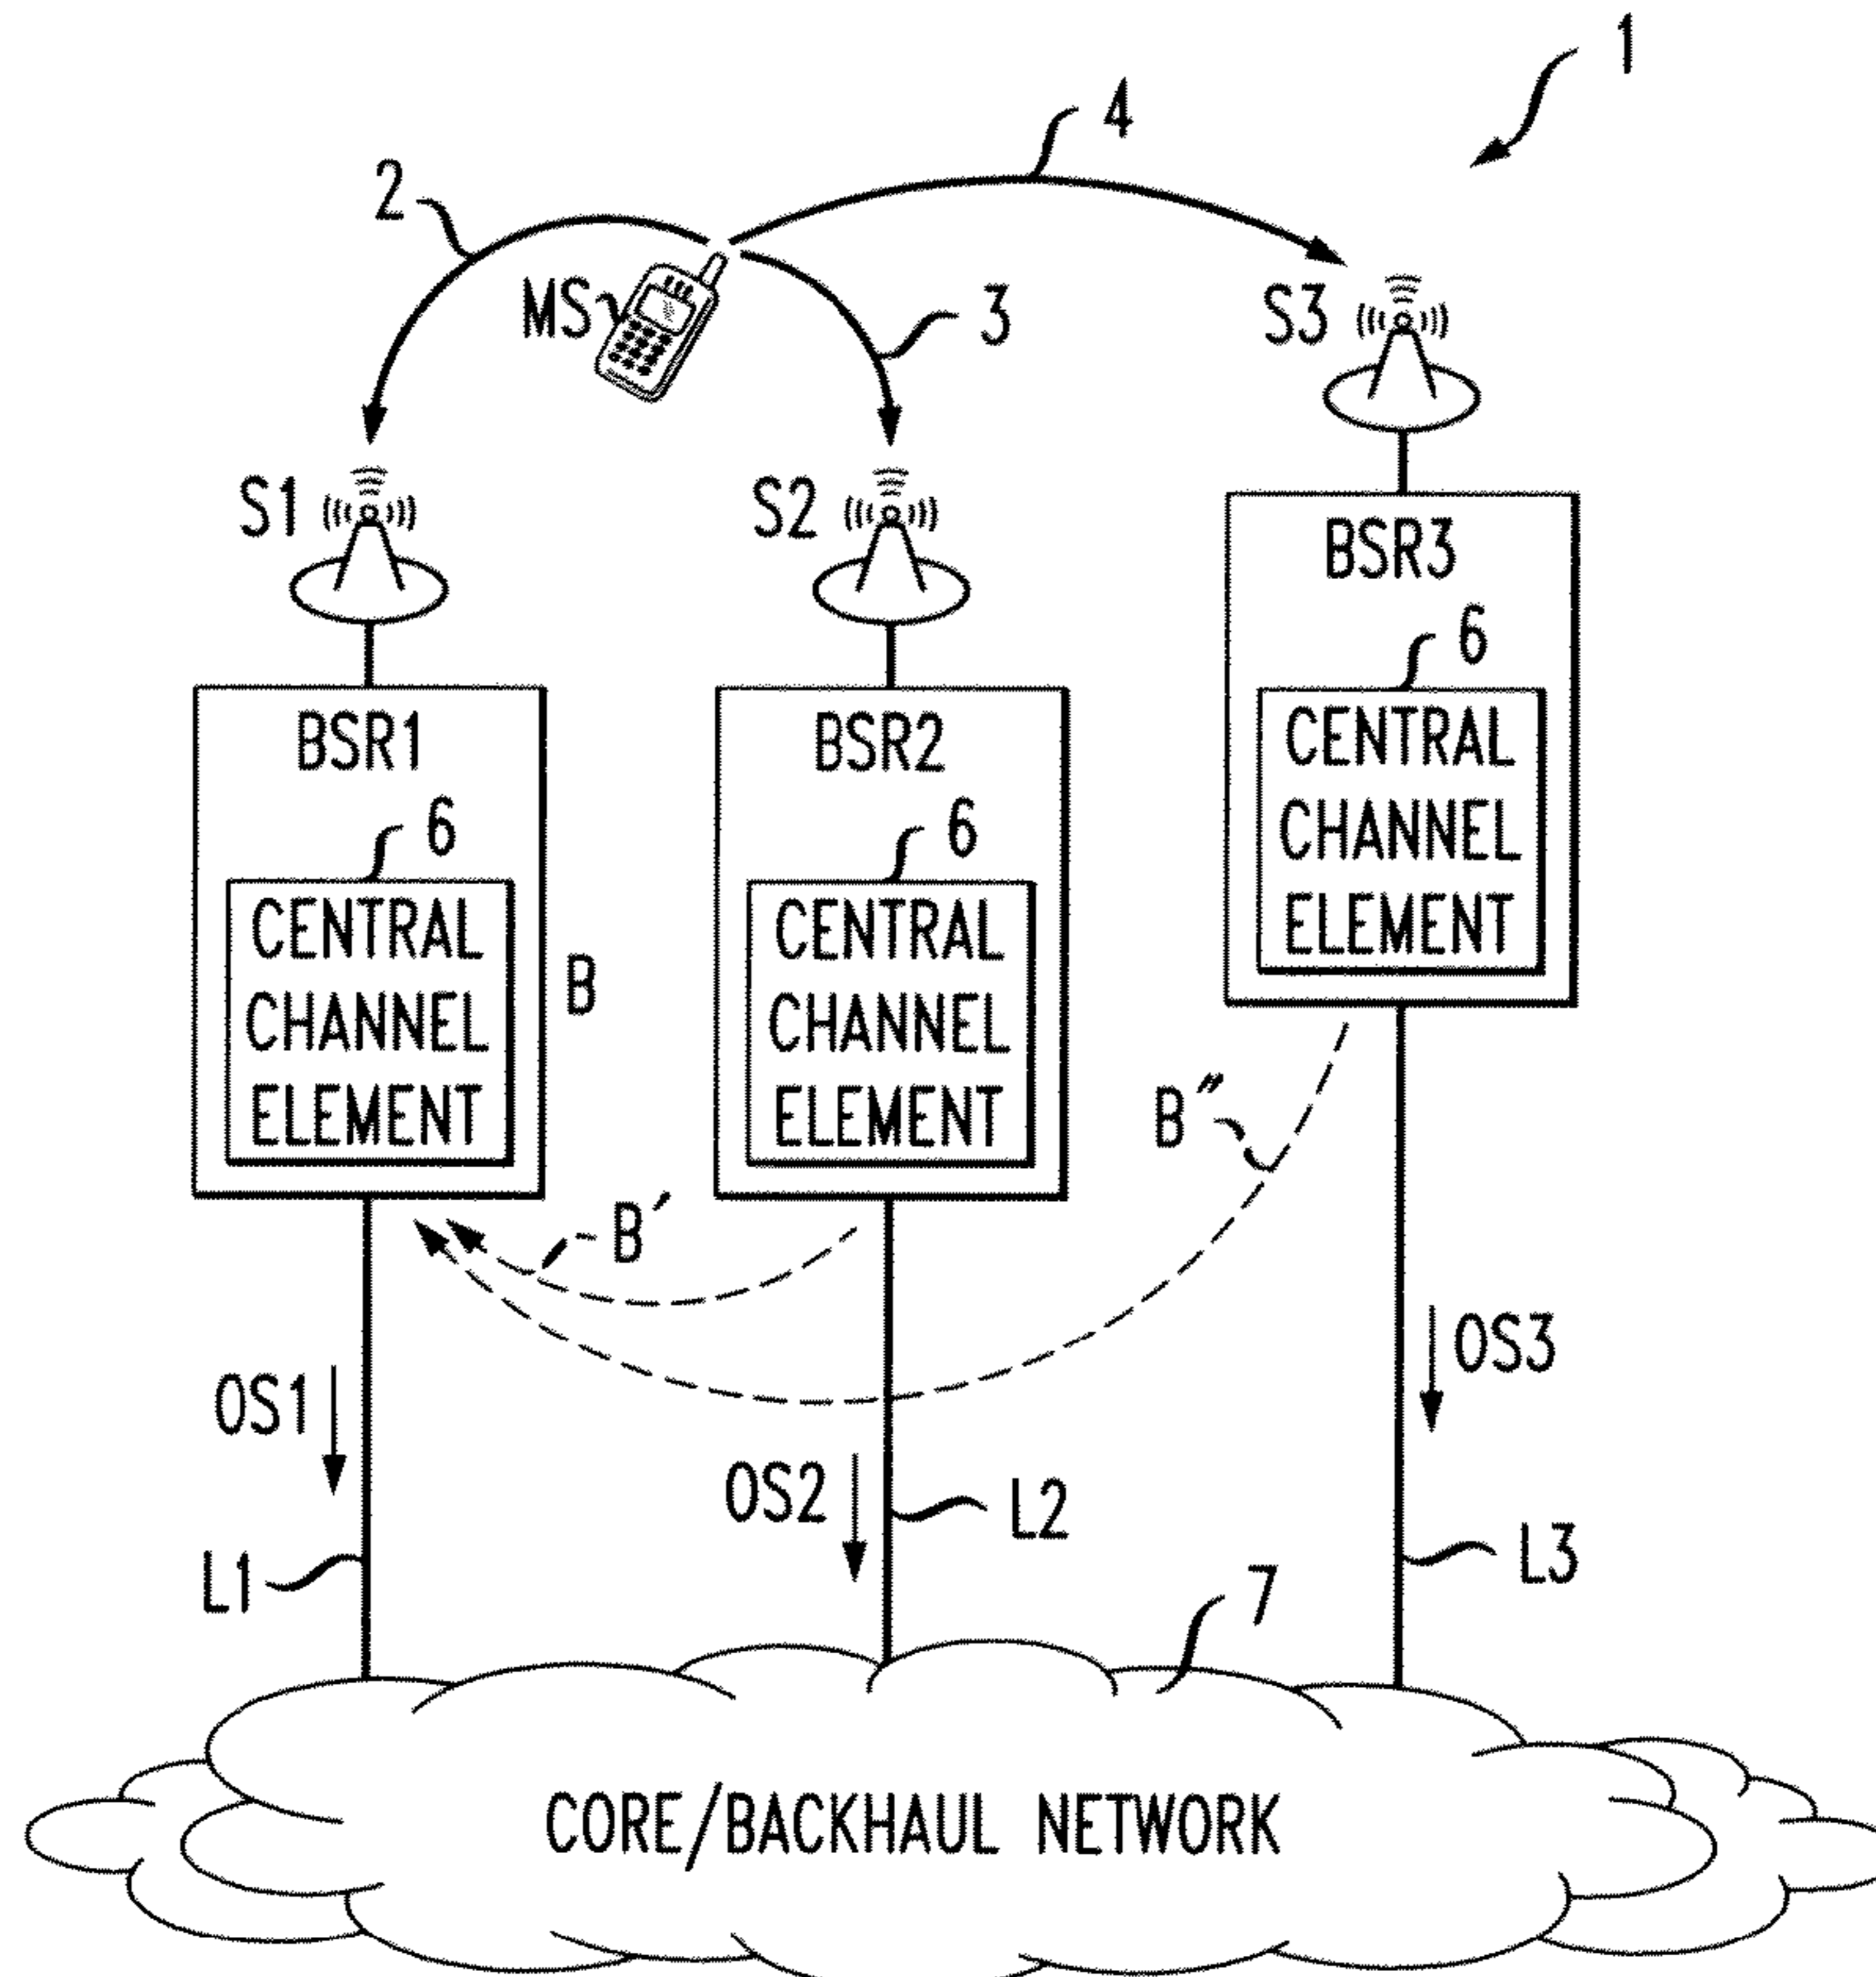 1
4
2
MS
3
S3
S1
S2
BSR3
6
CENTRAL
CHANNEL
ELEMENT
BSR1
6
CENTRAL
CHANNEL
ELEMENT
B
BSR2
6
CENTRAL
CHANNEL
ELEMENT
B"
B'
OS1
OS2
OS3
L1
L2
L3
7
CORE/BACKHAUL NETWORK